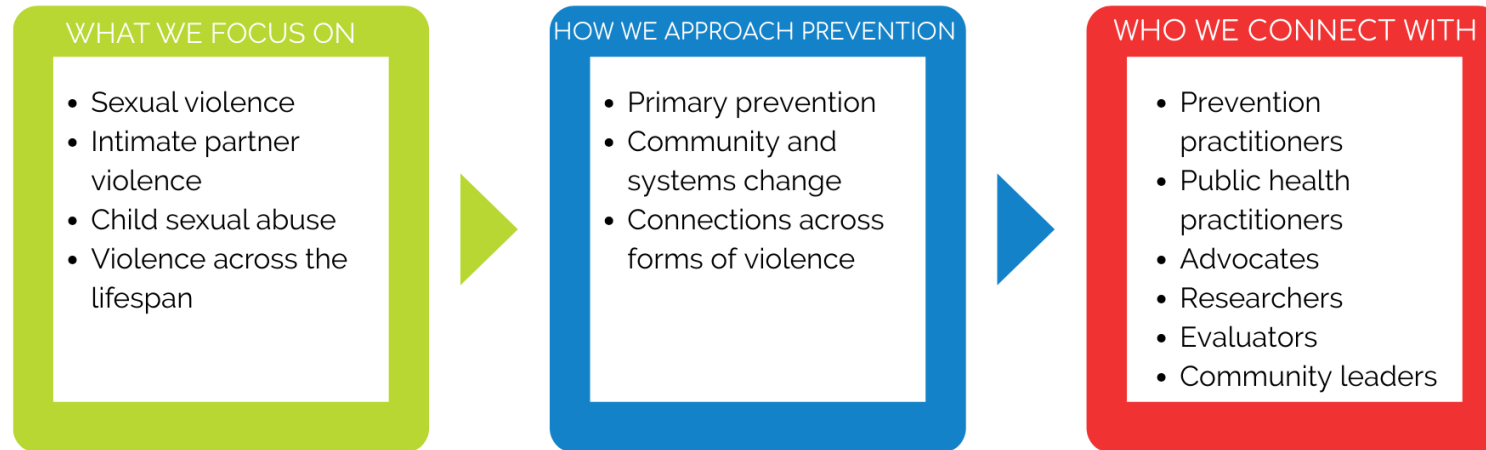 WHAT WE FOCUS ON
• Sexual violence
• Intimate partner
violence
• Child sexual abuse
• Violence across the
lifespan
HOW WE APPROACH PREVENTION
• Primary prevention
• Community and
systems change
• Connections across
forms of violence
WHO WE CONNECT WITH
• Prevention
practitioners
• Public health
practitioners
• Advocates
• Researchers
• Evaluators
• Community leaders